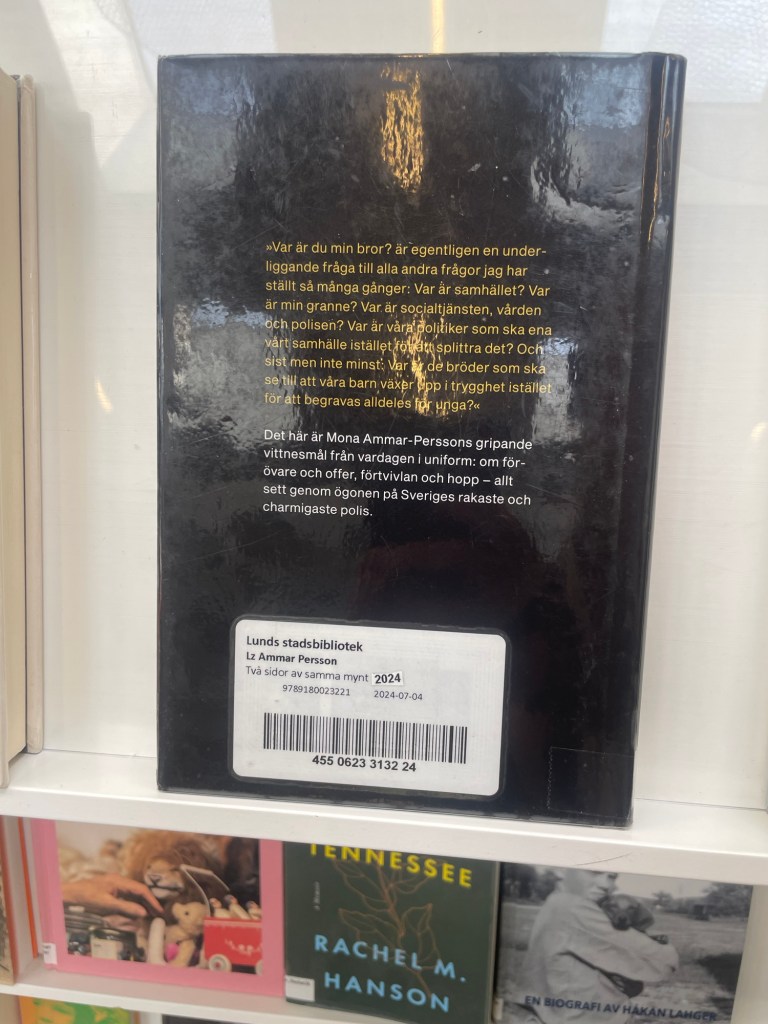 »Var är du min bror? är egentligen en under-
liggande fråga till alla andra frågor jag har
ställt så många gånger: Var är samhället? Var
är min granne? Var är socialtjänsten, vården
och polisen? Var är våra politiker som ska ena
vårt samhälle istället för att splittra det? Och
sist men inte minst: Var är de bröder som ska
se till att våra barn växer upp i trygghet istället
för att begravas alldeles för unga?«
Det här är Mona Ammar-Perssons gripande
vittnesmål från vardagen i uniform: om för-
övare och offer, förtvivlan och hopp – allt
sett genom ögonen på Sveriges rakaste och
charmigaste polis.
Lunds stadsbibliotek
Lz Ammar Persson
Två sidor av samma mynt 2024
9789180023221 2024-07-04
455 0623 3132 24
TENNESSEE
RACHEL M.
HANSON
EN BIOGRAFI AV HÅKAN LAHGER